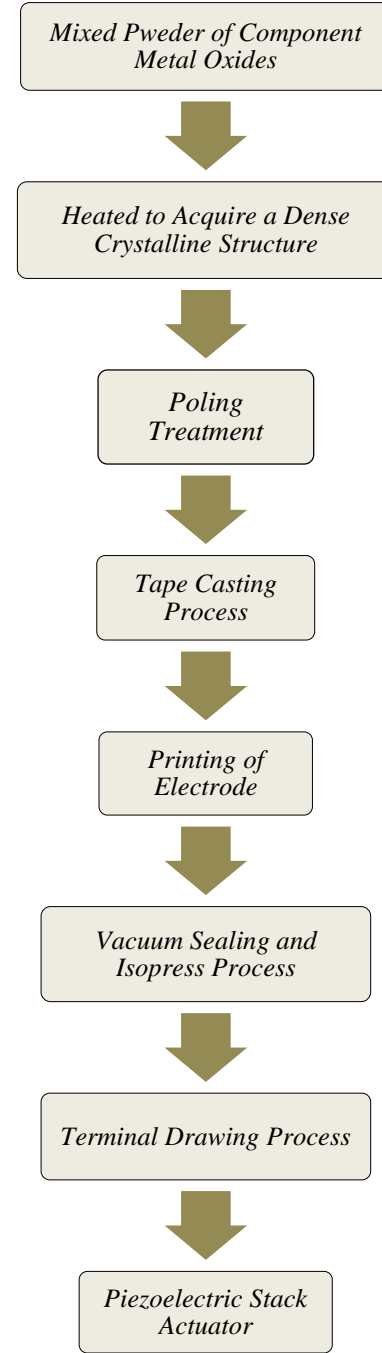 Mixed Pweder of Component
Metal Oxides
Heated to Acquire a Dense
Crystalline Structure
Poling
Treatment
Tape Casting
Process
Printing of
Electrode
Vacuum Sealing and
Isopress Process
Terminal Drawing Process
Piezoelectric Stack
Actuator